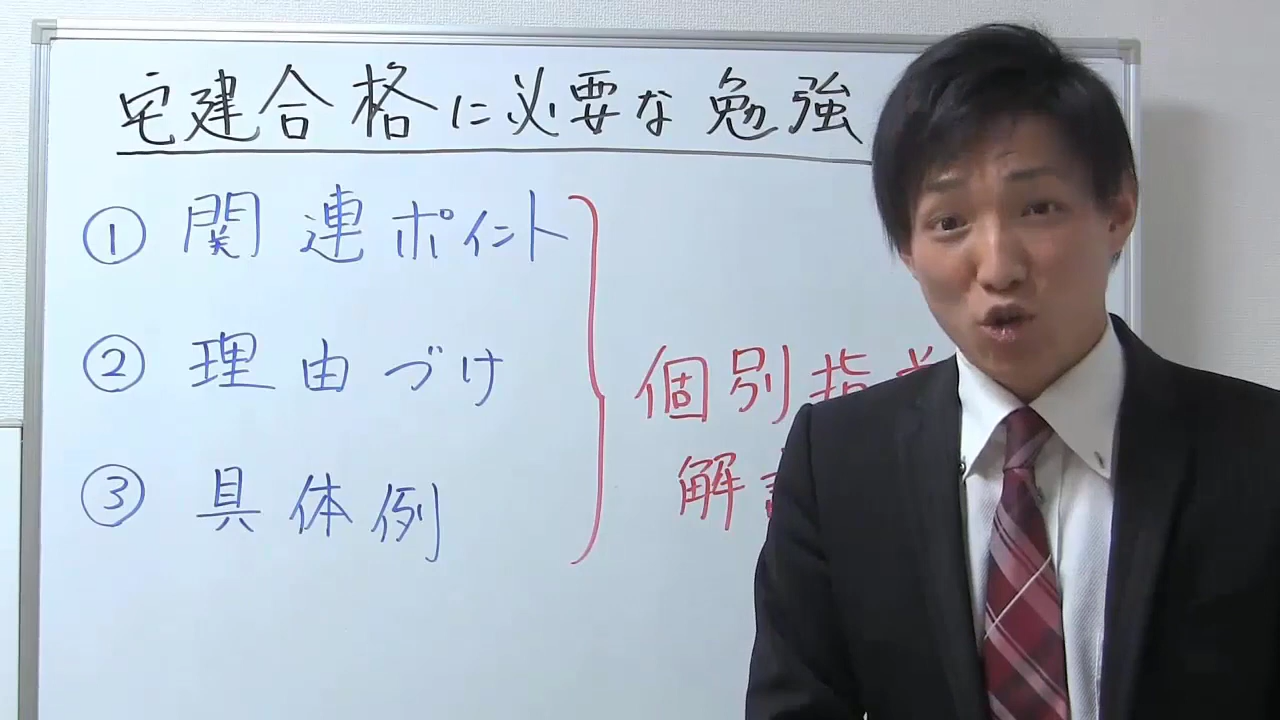 宅建合格に必要な勉強
① 関連ポイント
② 理由づけ
③ 具体例
個別指
解